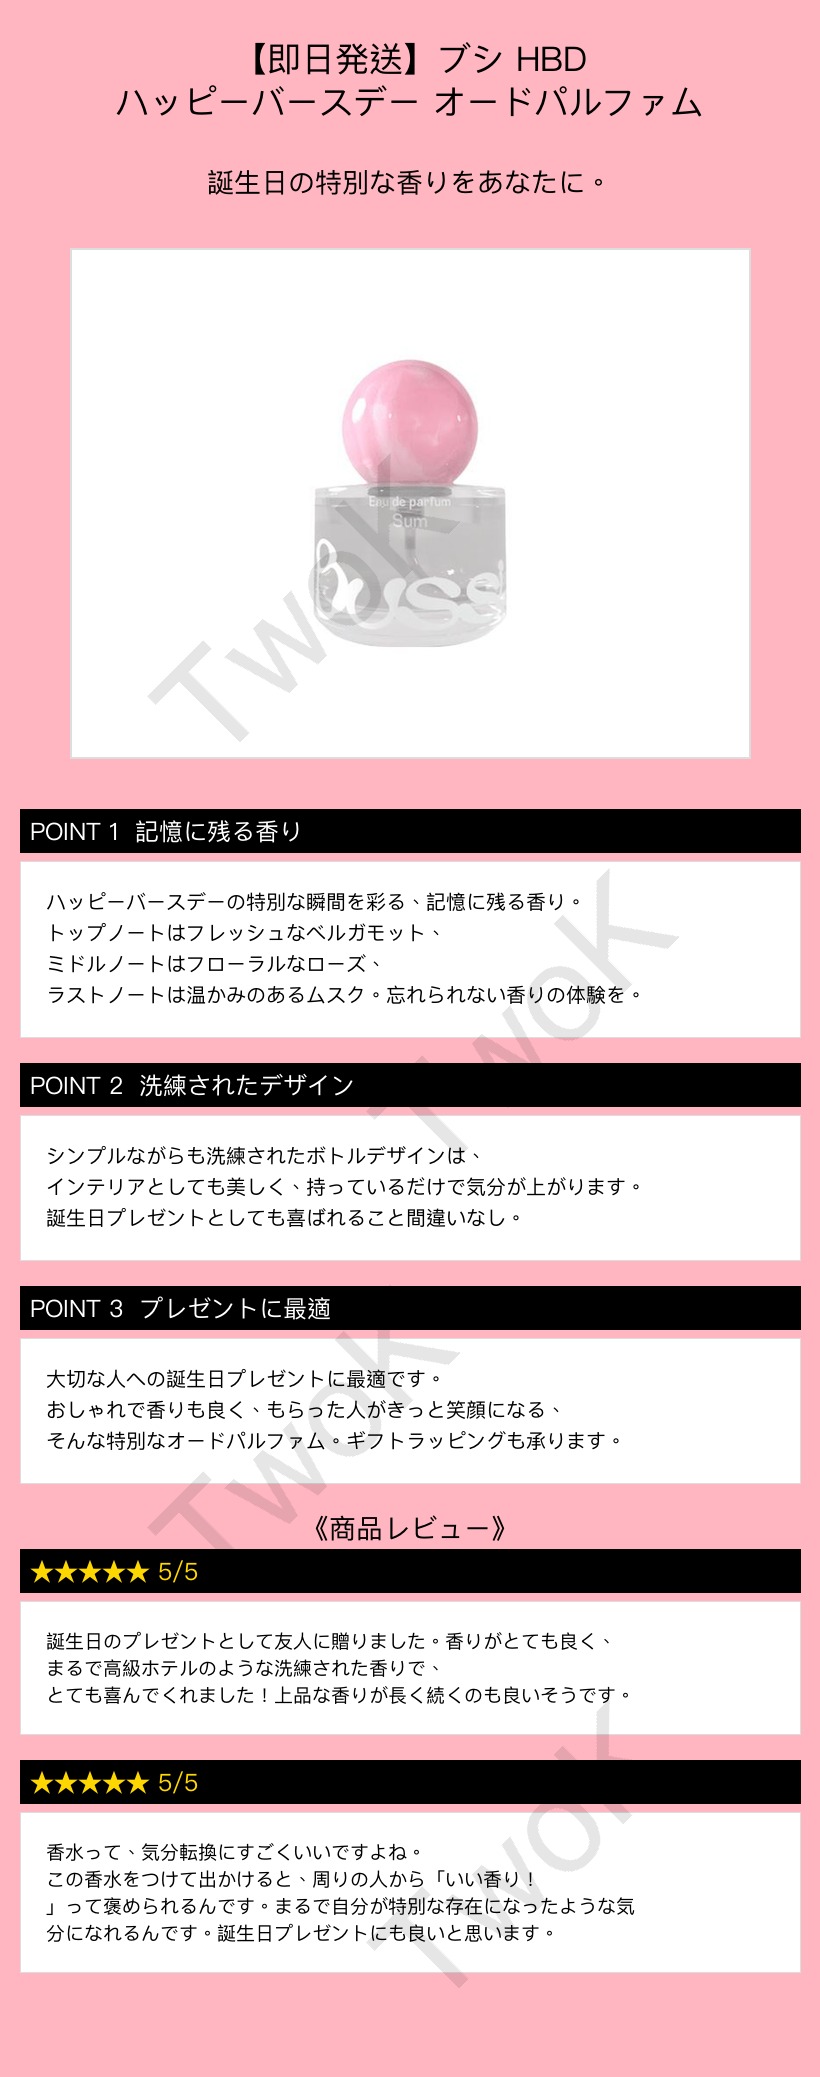 【即日発送】ブシ HBD
ハッピーバースデー オードパルファム
誕生日の特別な香りをあなたに。
Eau de parfum
Sum
Bussi
TwoK
POINT 1 記憶に残る香り
ハッピーバースデーの特別な瞬間を彩る、記憶に残る香り。
トップノートはフレッシュなベルガモット、
ミドルノートはフローラルなローズ、
ラストノートは温かみのあるムスク。忘れられない香りの体験を。
TwoK
POINT 2 洗練されたデザイン
シンプルながらも洗練されたボトルデザインは、
インテリアとしても美しく、持っているだけで気分が上がります。
誕生日プレゼントとしても喜ばれること間違いなし。
POINT 3 プレゼントに最適
大切な人への誕生日プレゼントに最適です。
おしゃれで香りも良く、もらった人がきっと笑顔になる、
そんな特別なオードパルファム。ギフトラッピングも承ります。
TwoK
《商品レビュー》
★★★★★ 5/5
誕生日のプレゼントとして友人に贈りました。香りがとても良く、
まるで高級ホテルのような洗練された香りで、
とても喜んでくれました！上品な香りが長く続くのも良いそうです。
★★★★★ 5/5
香水って、気分転換にすごくいいですよね。
この香水をつけて出かけると、周りの人から「いい香り！
」って褒められるんです。まるで自分が特別な存在になったような気
分になれるんです。誕生日プレゼントにも良いと思います。
TwoK